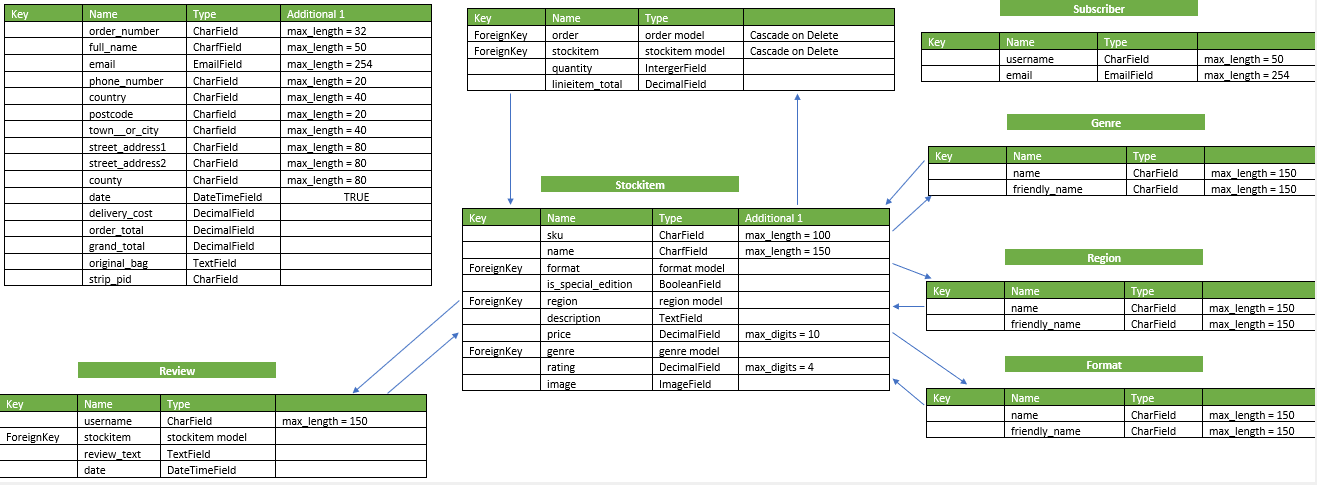 Key Name Type Additional 1
order_number CharField max_length = 32
full_name CharfField max_length = 50
email EmailField max_length = 254
phone_number CharField max_length = 20
country CharField max_length = 40
postcode Charfield max_length = 20
town__or_city CharField max_length = 40
street_address1 CharField max_length = 80
street_address2 CharField max_length = 80
county CharField max_length = 80
date DateTimeField TRUE
delivery_cost DecimalField
order_total DecimalField
grand_total DecimalField
original_bag TextField
strip_pid CharField
Key Name Type
ForeignKey order order model Cascade on Delete
ForeignKey stockitem stockitem model Cascade on Delete
quantity IntergerField
linieitem_total DecimalField
Subscriber
Key Name Type
username CharField max_length = 50
email EmailField max_length = 254
Genre
Key Name Type
name CharField max_length = 150
friendly_name CharField max_length = 150
Stockitem
Key Name Type Additional 1
sku CharField max_length = 100
name CharfField max_length = 150
ForeignKey format format model
is_special_edition BooleanField
ForeignKey region region model
description TextField
price DecimalField max_digits = 10
ForeignKey genre genre model
rating DecimalField max_digits = 4
image ImageField
Region
Key Name Type
name CharField max_length = 150
friendly_name CharField max_length = 150
Format
Key Name Type
name CharField max_length = 150
friendly_name CharField max_length = 150
Review
Key Name Type
username CharField max_length = 150
ForeignKey stockitem stockitem model
review_text TextField
date DateTimeField